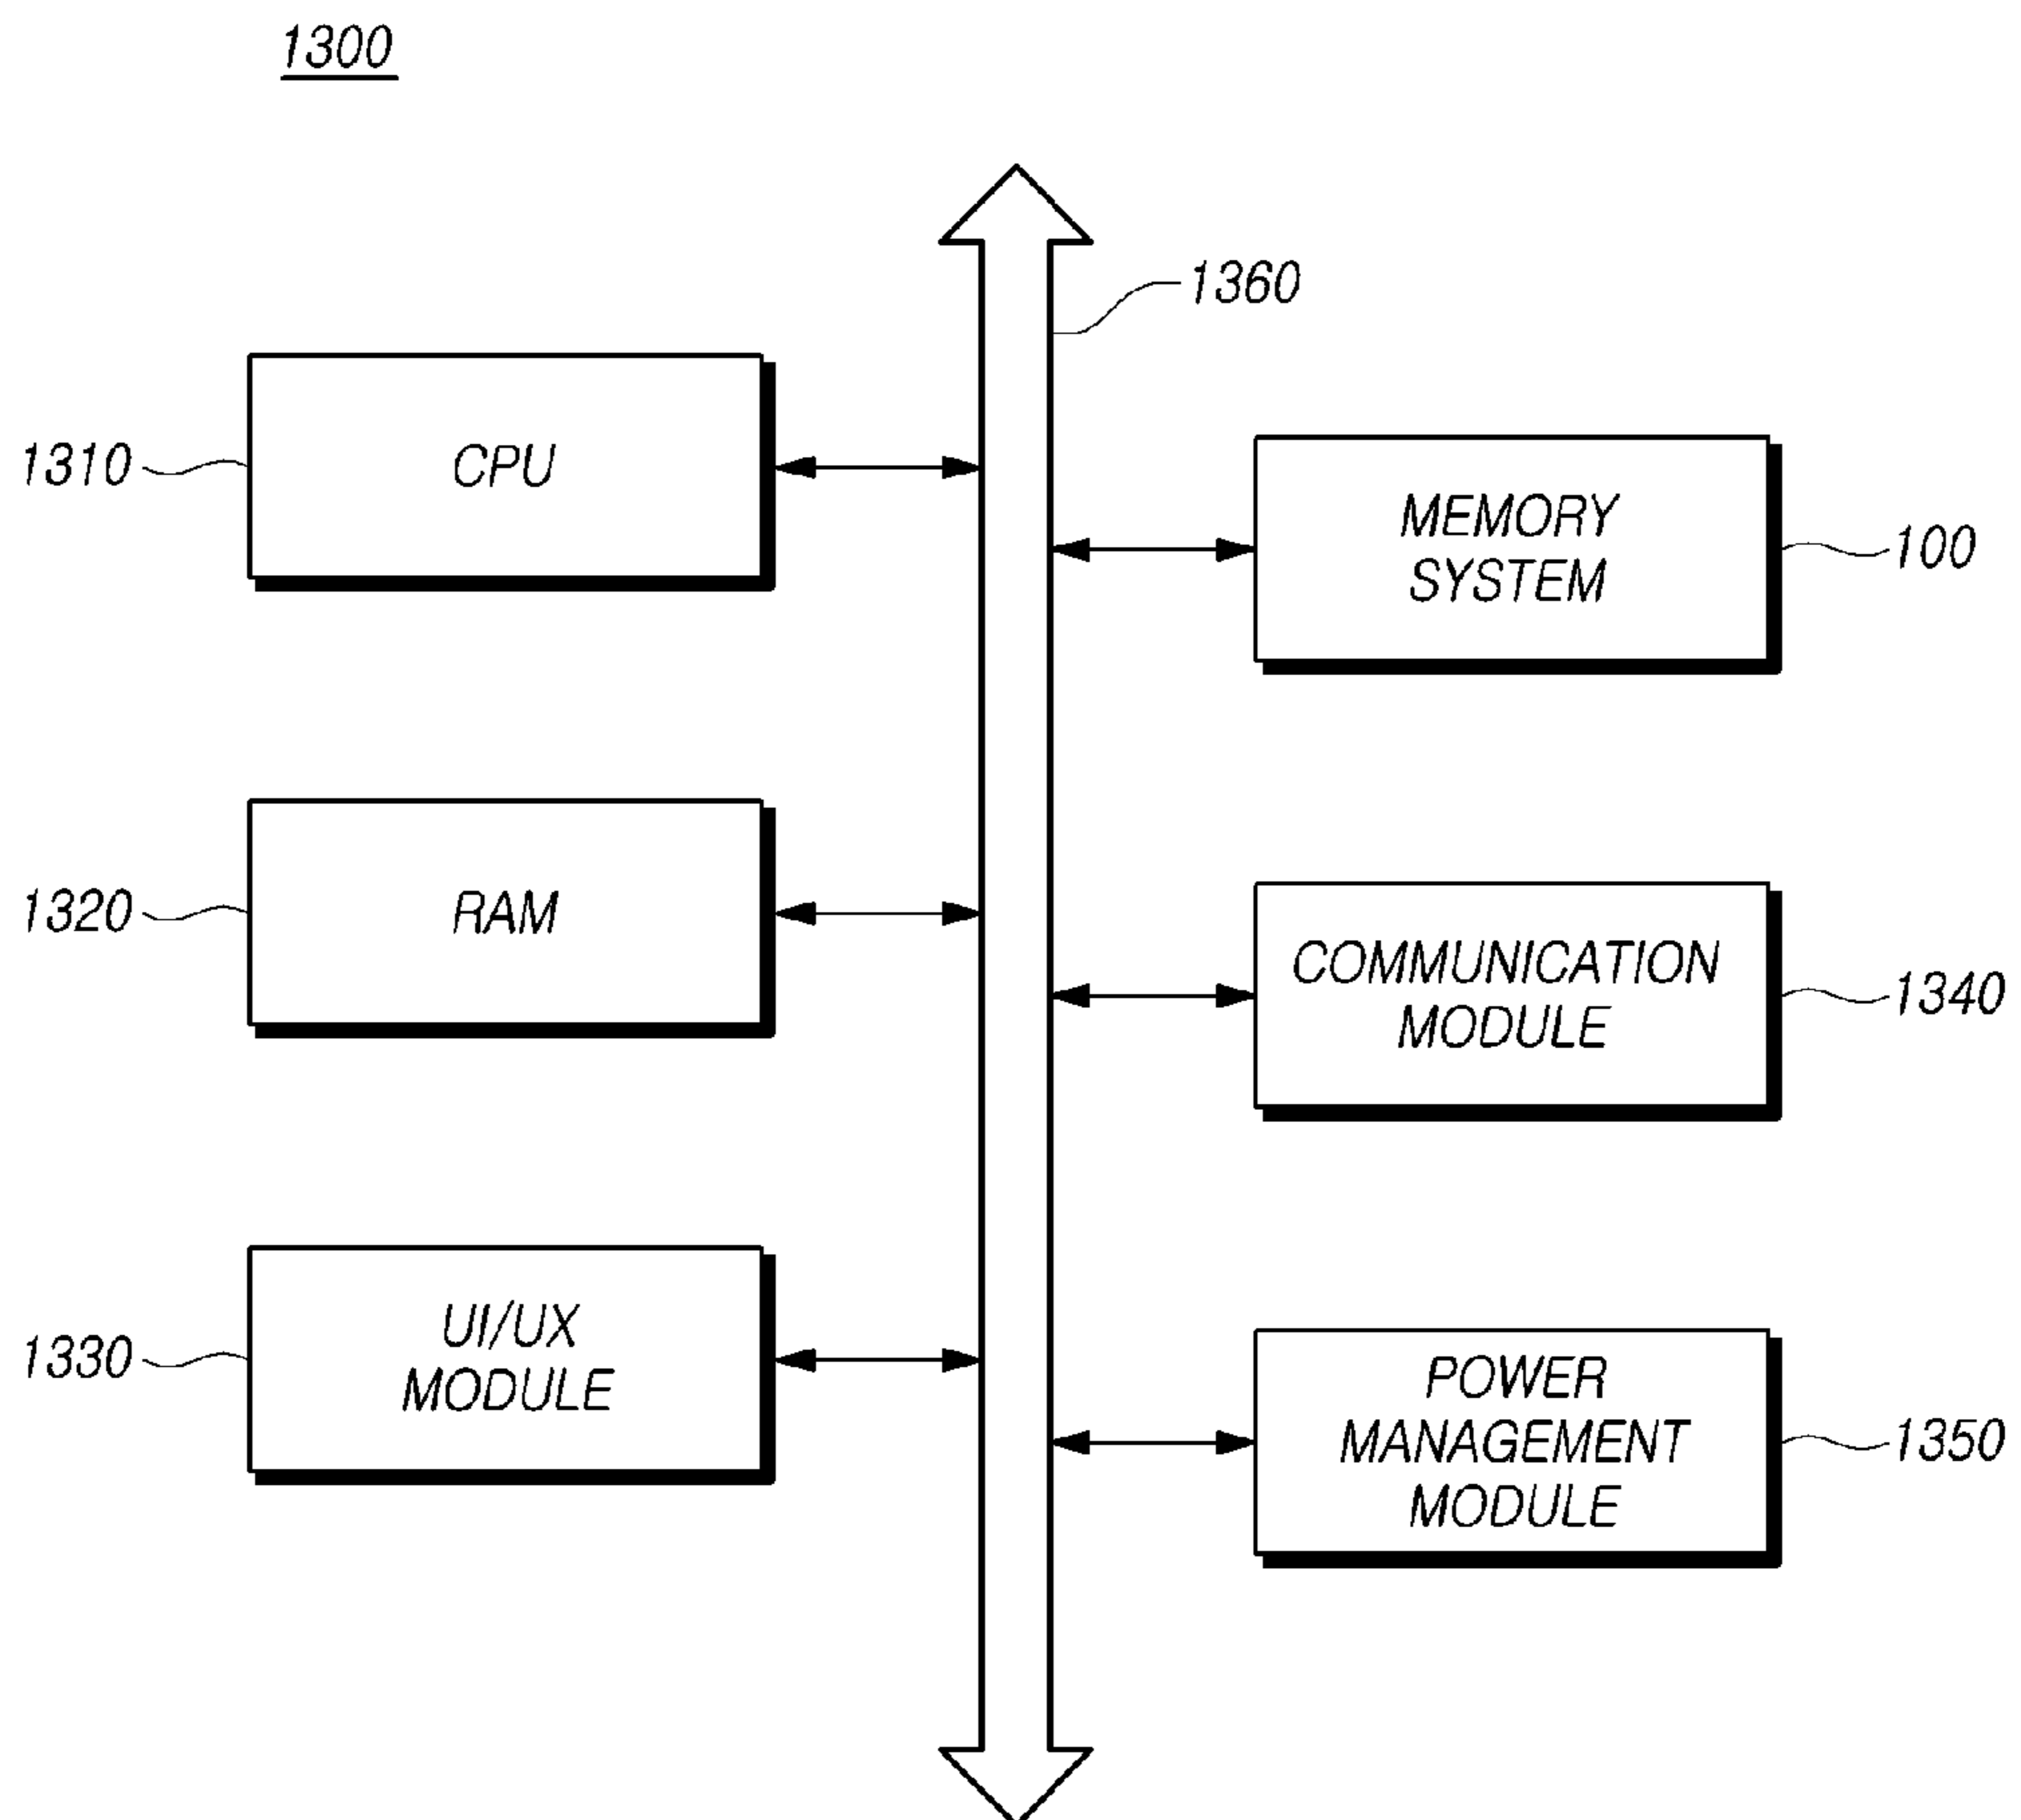 1300
1360
1310
CPU
MEMORY
SYSTEM
100
1320
RAM
COMMUNICATION
MODULE
1340
1330
UI/UX
MODULE
POWER
MANAGEMENT
MODULE
1350